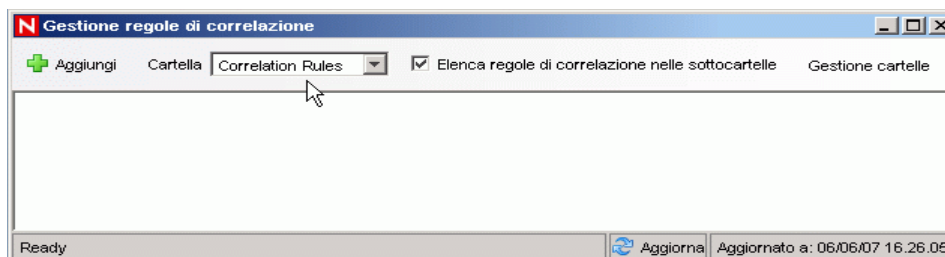 N Gestione regole di correlazione
Aggiungi Cartella Correlation Rules Elenca regole di correlazione nelle sottocartelle Gestione cartelle
Ready Aggiorna Aggiornato a: 06/06/07 16.26.05